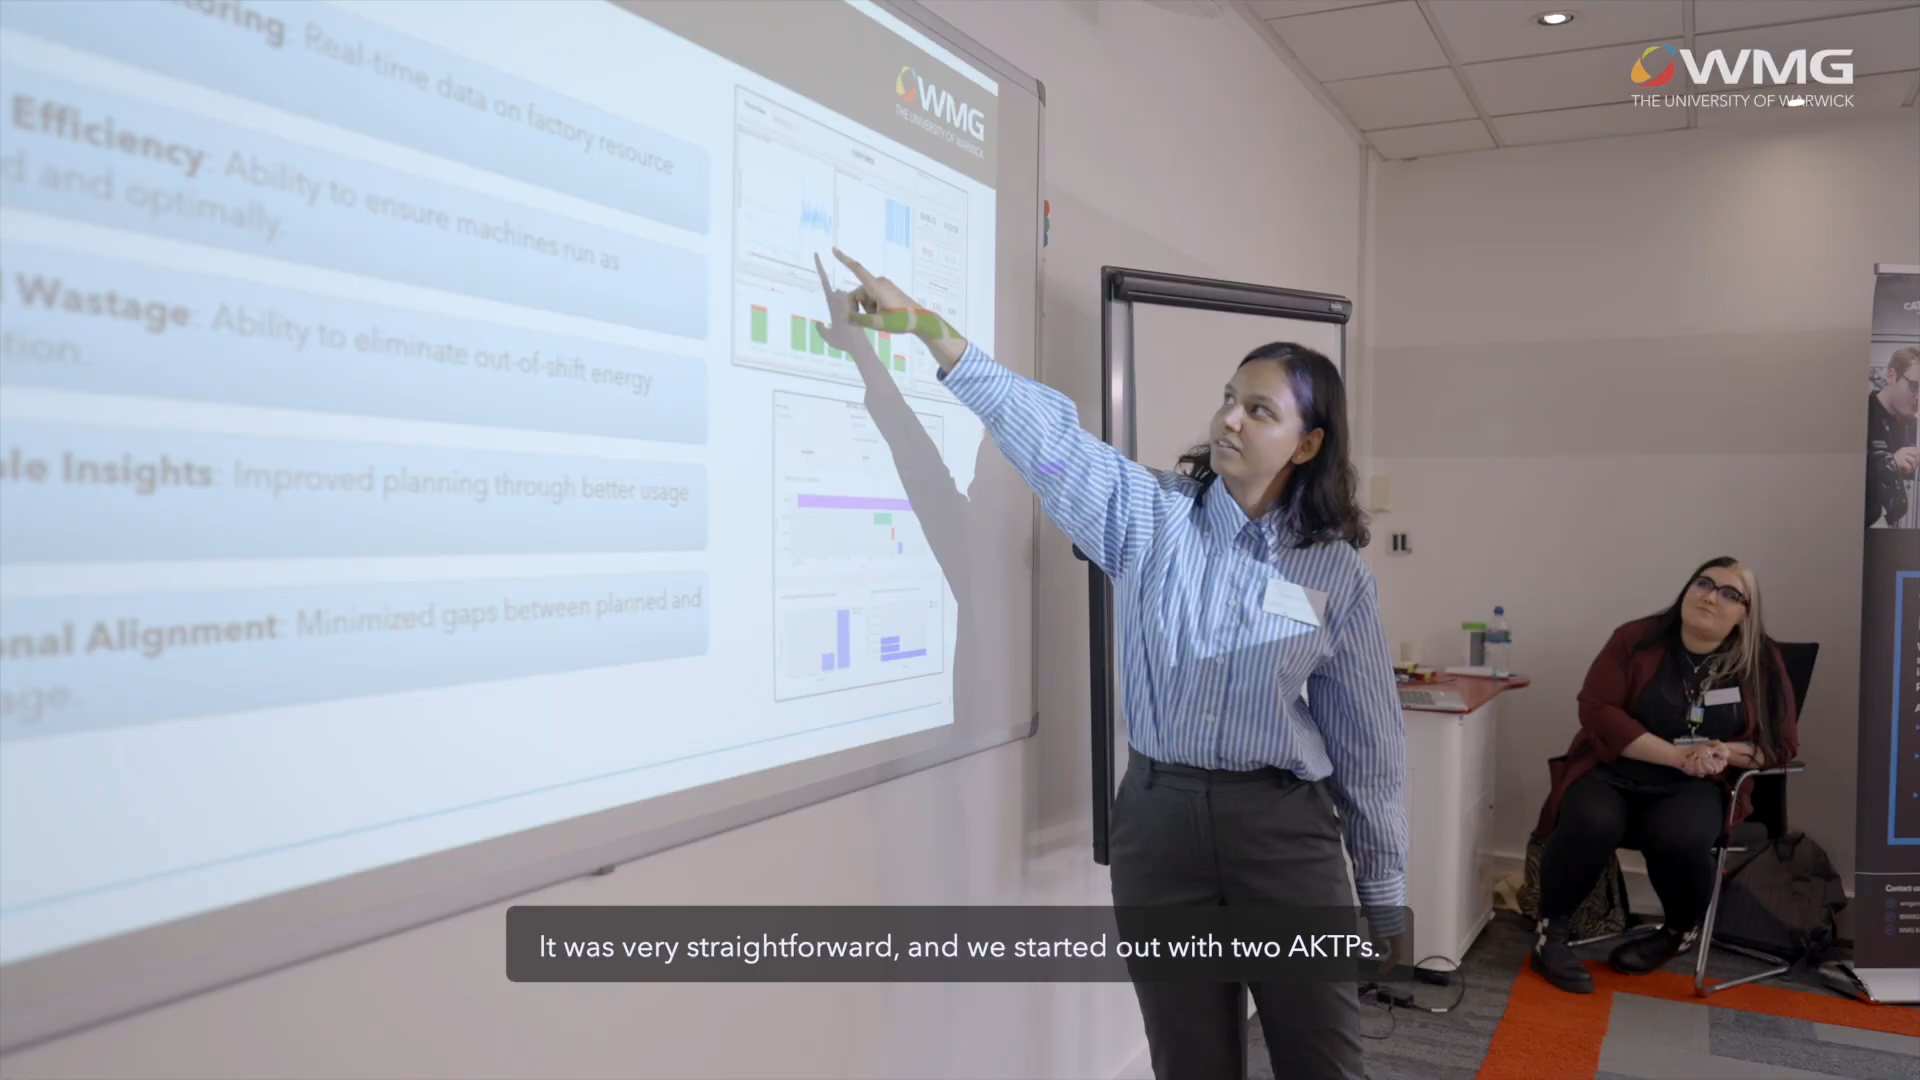 oring: Real-time data on factory resource
Efficiency: Ability to ensure machines run as
d and optimally.
Wastage: Ability to eliminate out-of-shift energy
tion.
le Insights: Improved planning through better usage
onal Alignment: Minimized gaps between planned and
age.
WMG
THE UNIVERSITY OF WARWICK
WMG
THE UNIVERSITY OF WARWICK
It was very straightforward, and we started out with two AKTPs.